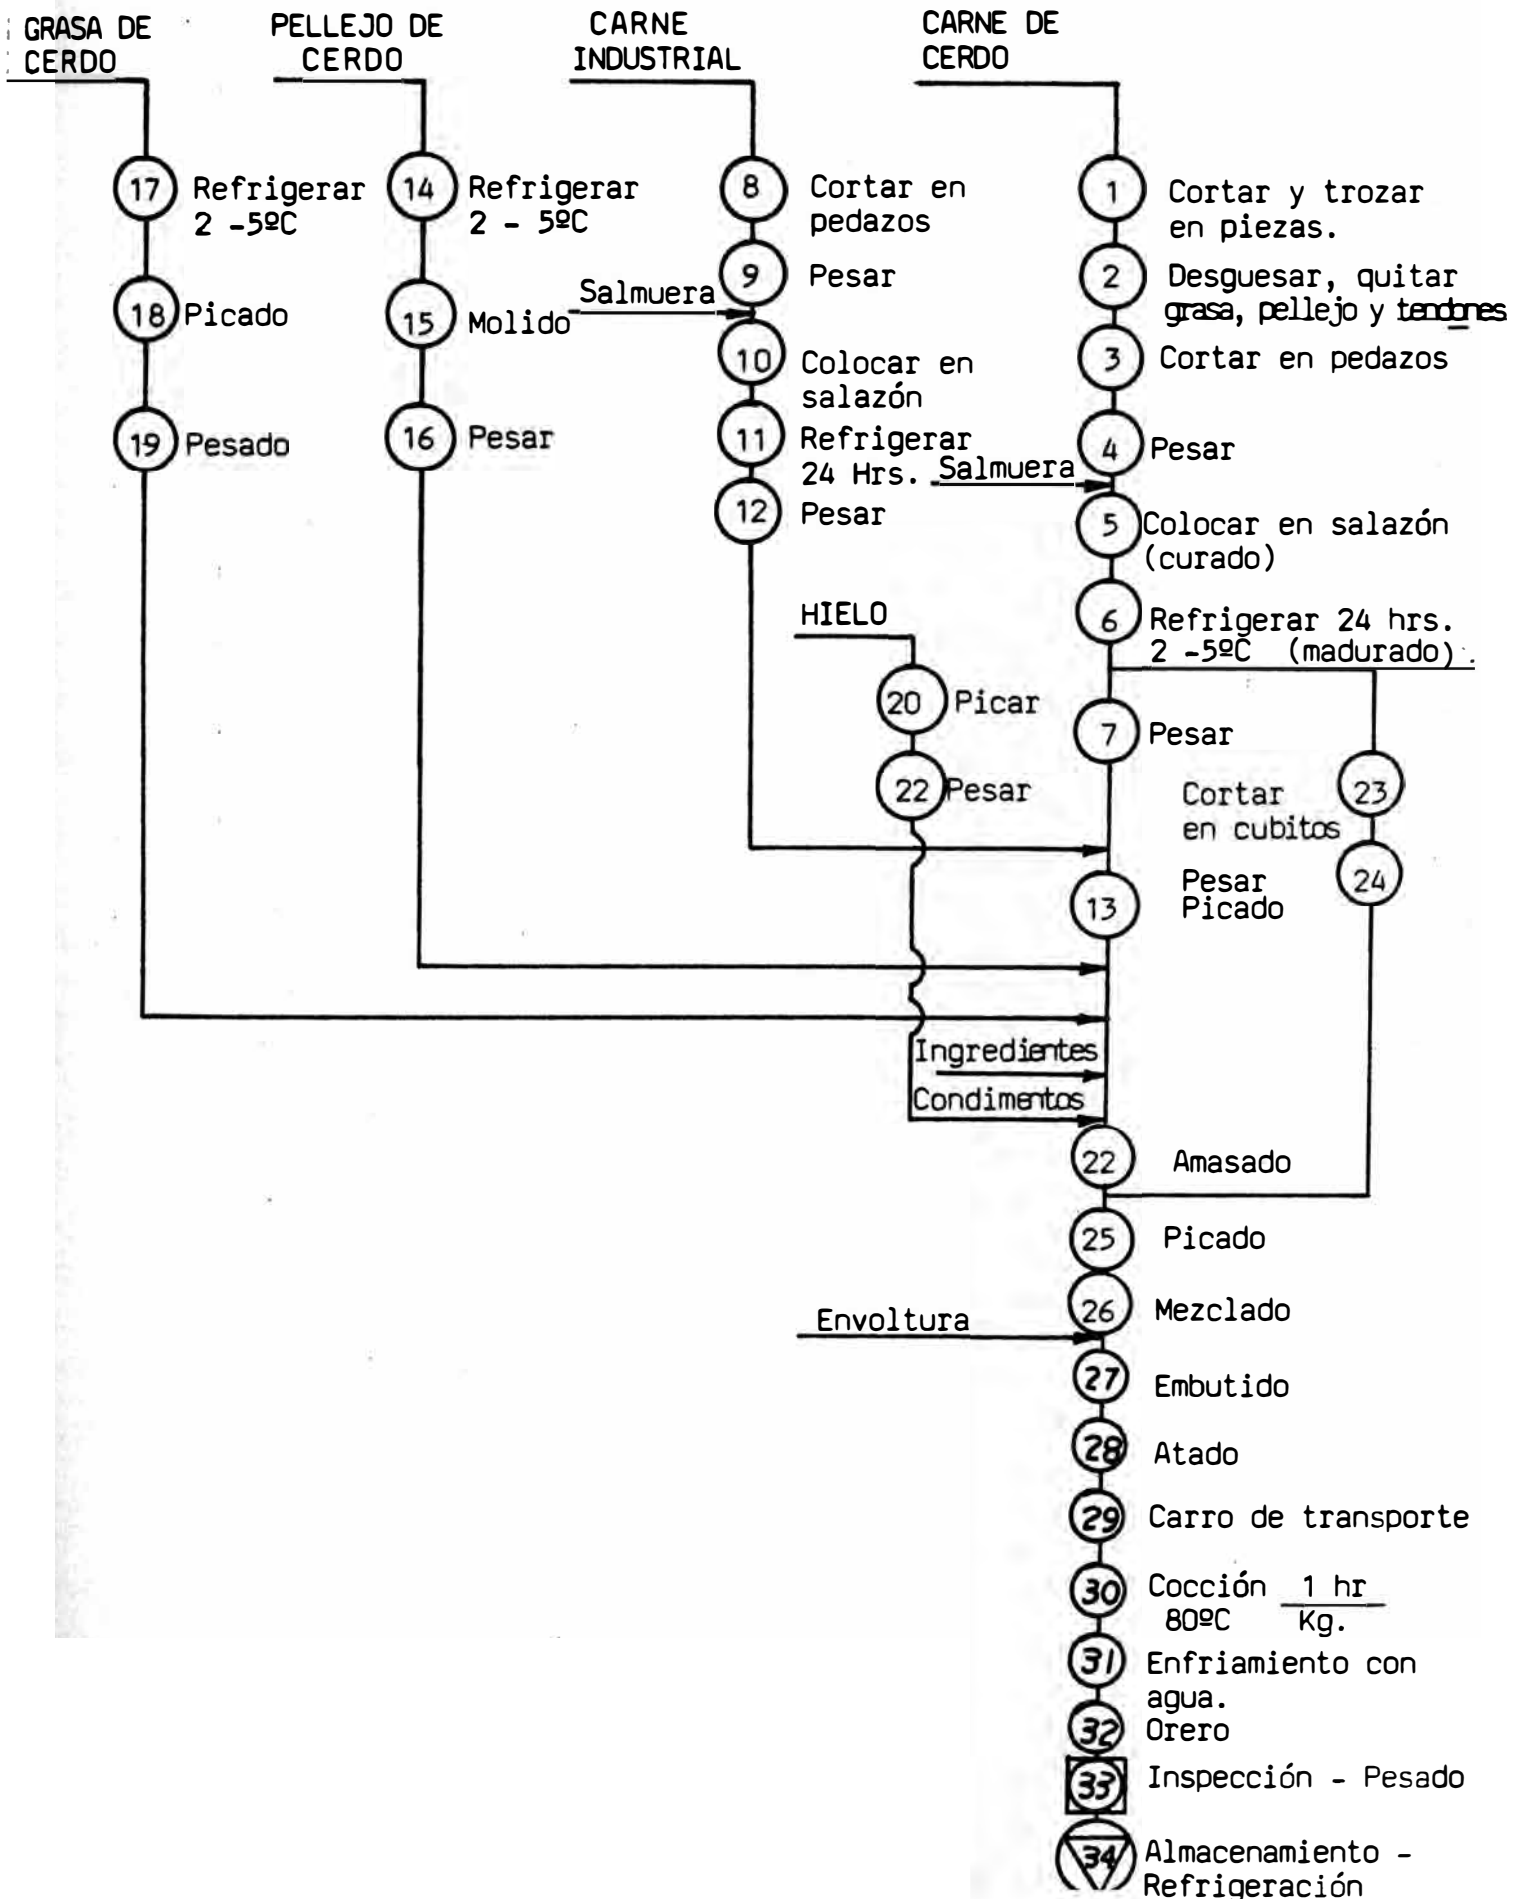 GRASA DE
CERDO
PELLEJO DE
CERDO
CARNE
INDUSTRIAL
CARNE DE
CERDO
17 Refrigerar
2 -5ºC
18 Picado
19 Pesado
14 Refrigerar
2 - 5ºC
15 Molido
16 Pesar
8 Cortar en
pedazos
9 Pesar
Salmuera
10 Colocar en
salazón
11 Refrigerar
24 Hrs.
12 Pesar
1 Cortar y trozar
en piezas.
2 Desguesar, quitar
grasa, pellejo y tendones
3 Cortar en pedazos
4 Pesar
Salmuera
5 Colocar en salazón
(curado)
6 Refrigerar 24 hrs.
2 -5ºC (madurado).
7 Pesar
HIELO
20 Picar
22 Pesar
Cortar 23
en cubitos
Pesar 24
13 Picado
Ingredientes
Condimentos
22 Amasado
25 Picado
26 Mezclado
Envoltura
27 Embutido
28 Atado
29 Carro de transporte
30 Cocción 1 hr
80ºC Kg.
31 Enfriamiento con
agua.
32 Orero
33 Inspección - Pesado
34 Almacenamiento -
Refrigeración